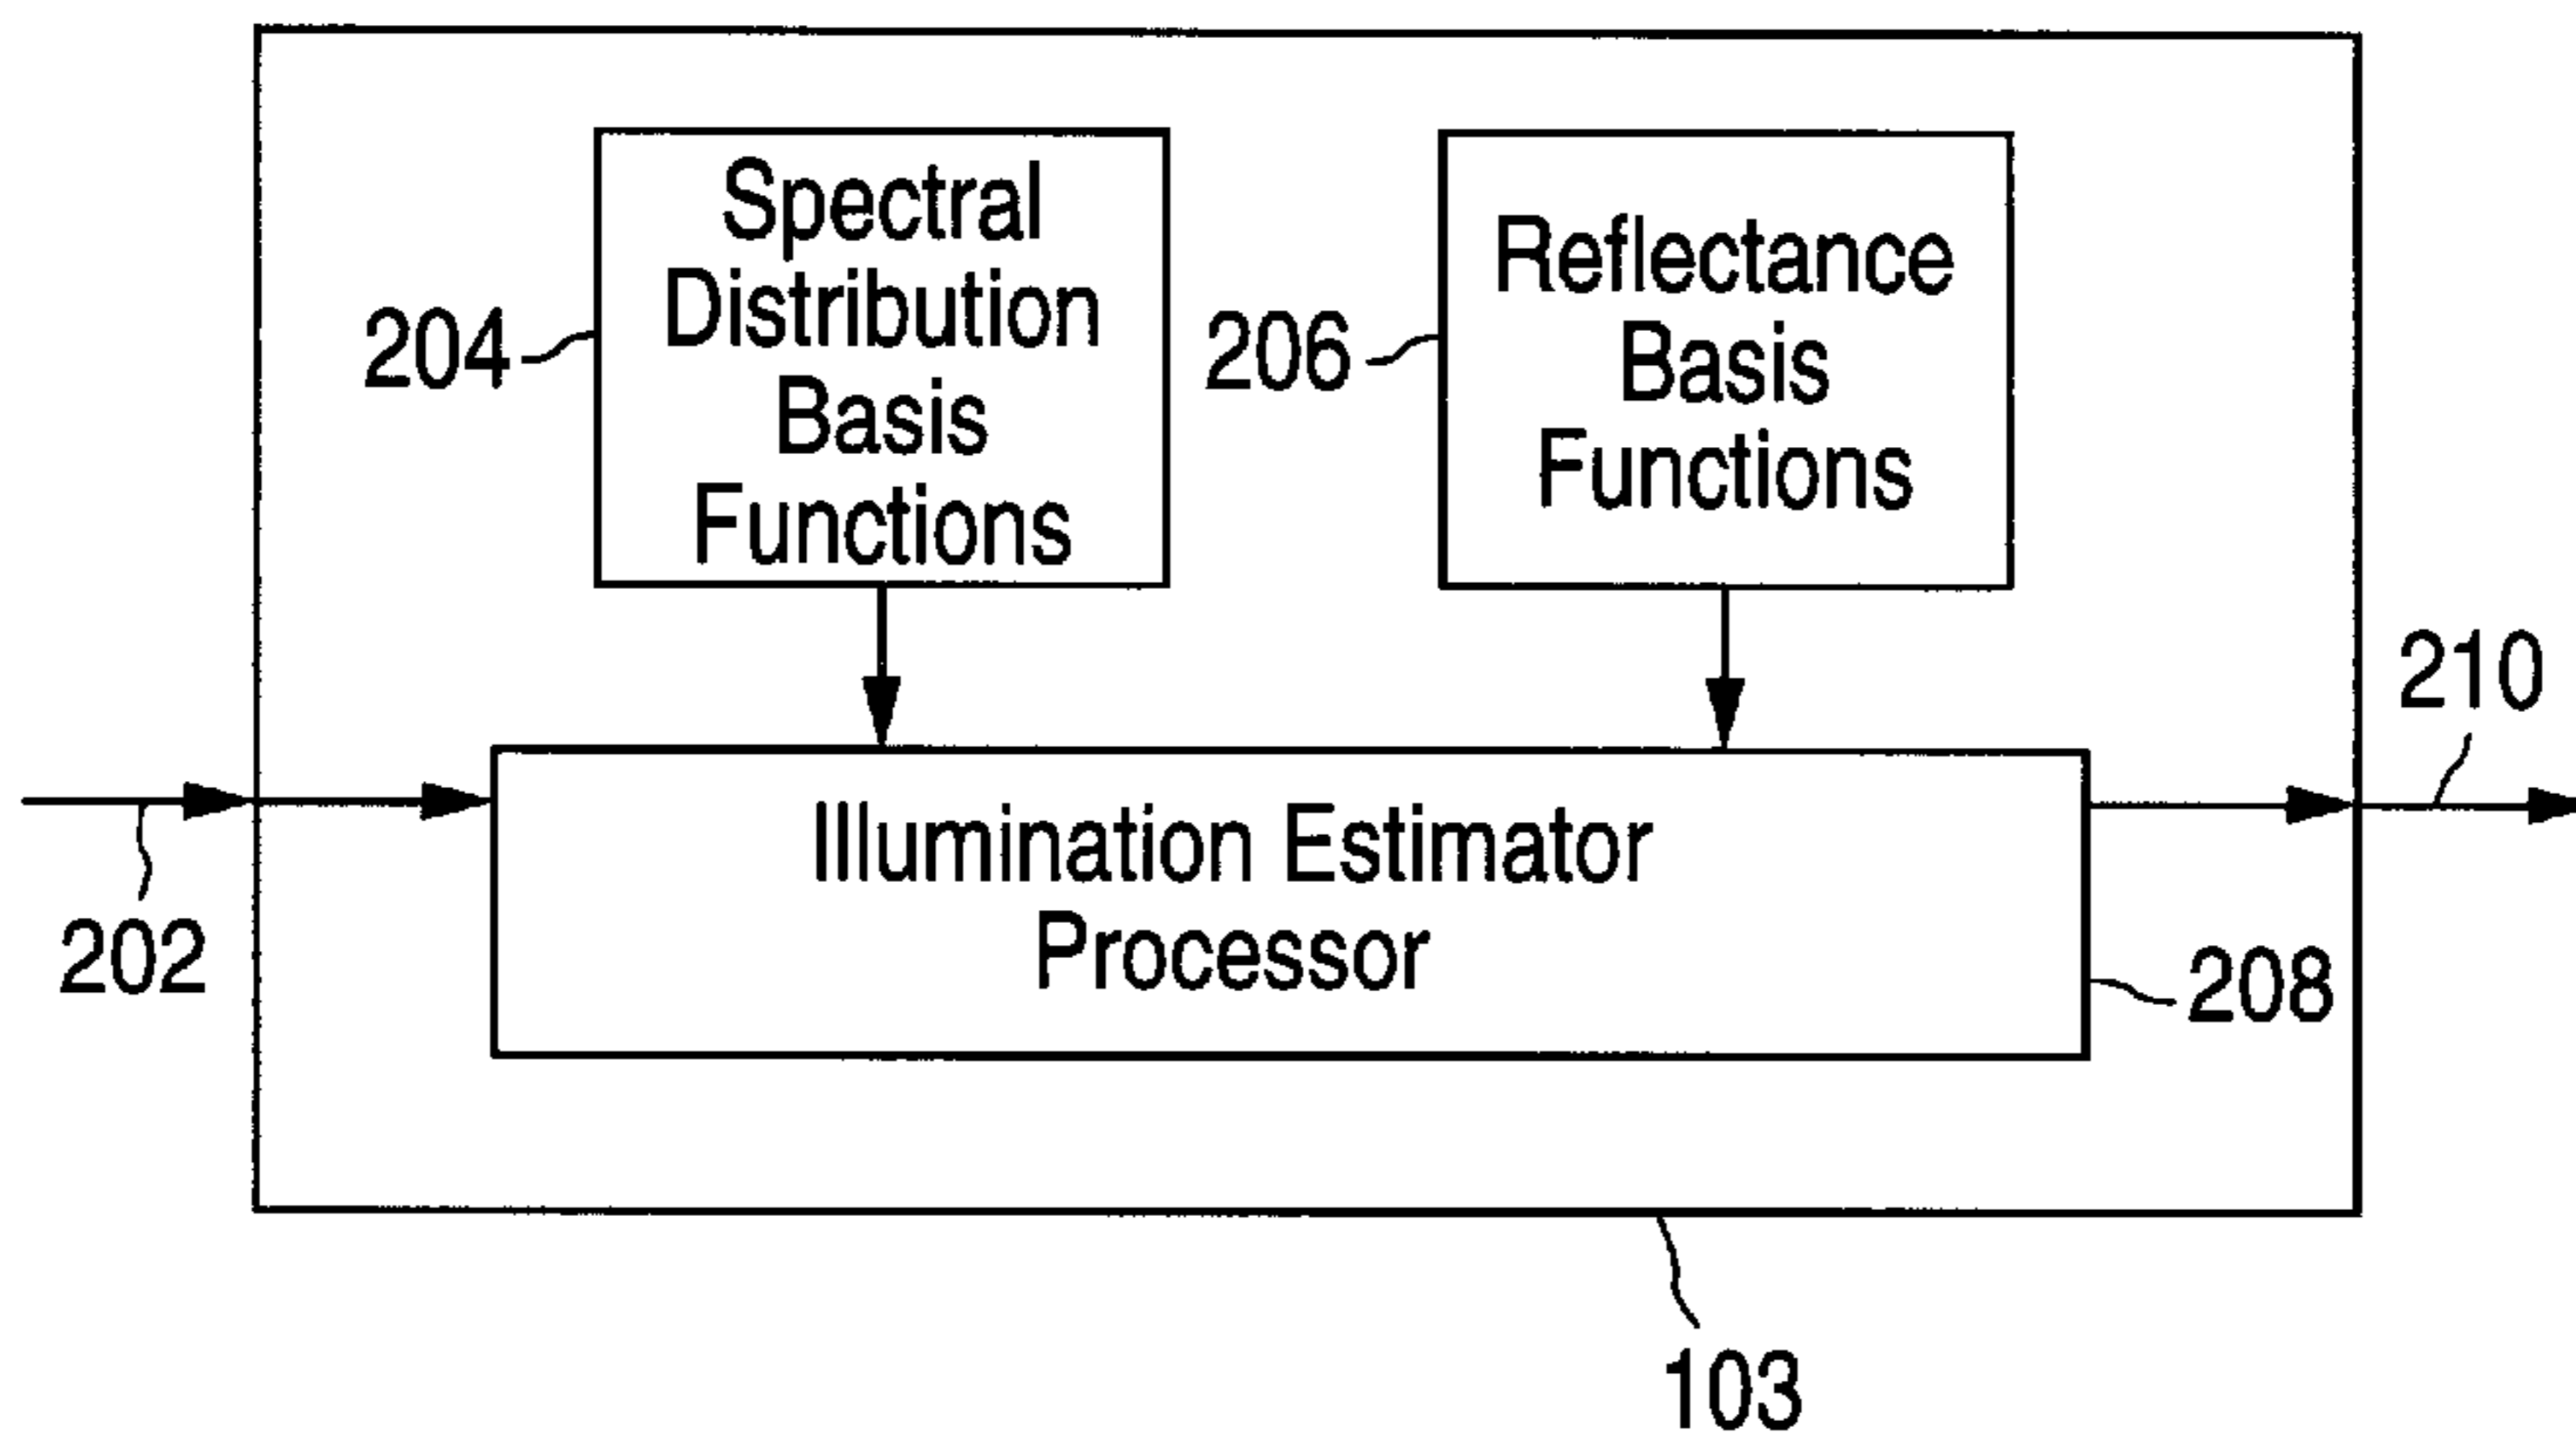 Spectral
Distribution
Basis
Functions
204
Reflectance
Basis
Functions
206
210
Illumination Estimator
Processor
202
208
103